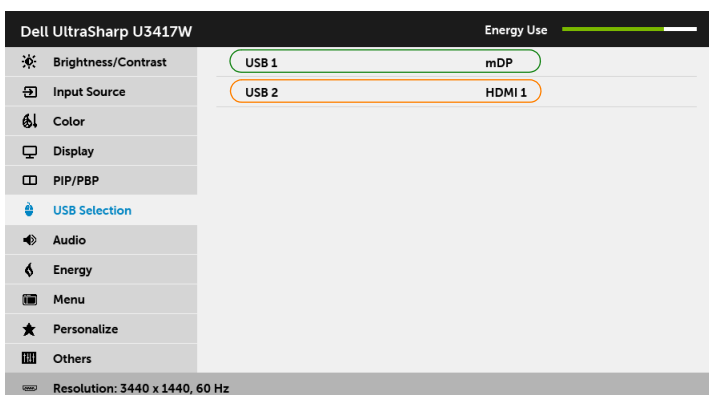 Dell UltraSharp U3417W Energy Use
Brightness/Contrast USB 1 mDP
Input Source USB 2 HDMI 1
Color
Display
PIP/PBP
USB Selection
Audio
Energy
Menu
Personalize
Others
Resolution: 3440 x 1440, 60 Hz